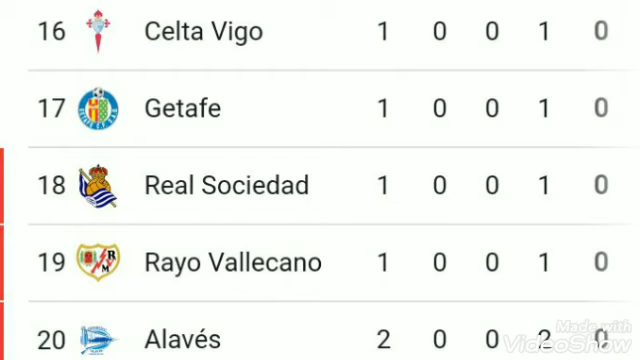 16 Celta Vigo 1 0 0 1 0
17 Getafe 1 0 0 1 0
18 Real Sociedad 1 0 0 1 0
19 Rayo Vallecano 1 0 0 1 0
20 Alavés 2 0 0 2 0
Made with
VideoShow